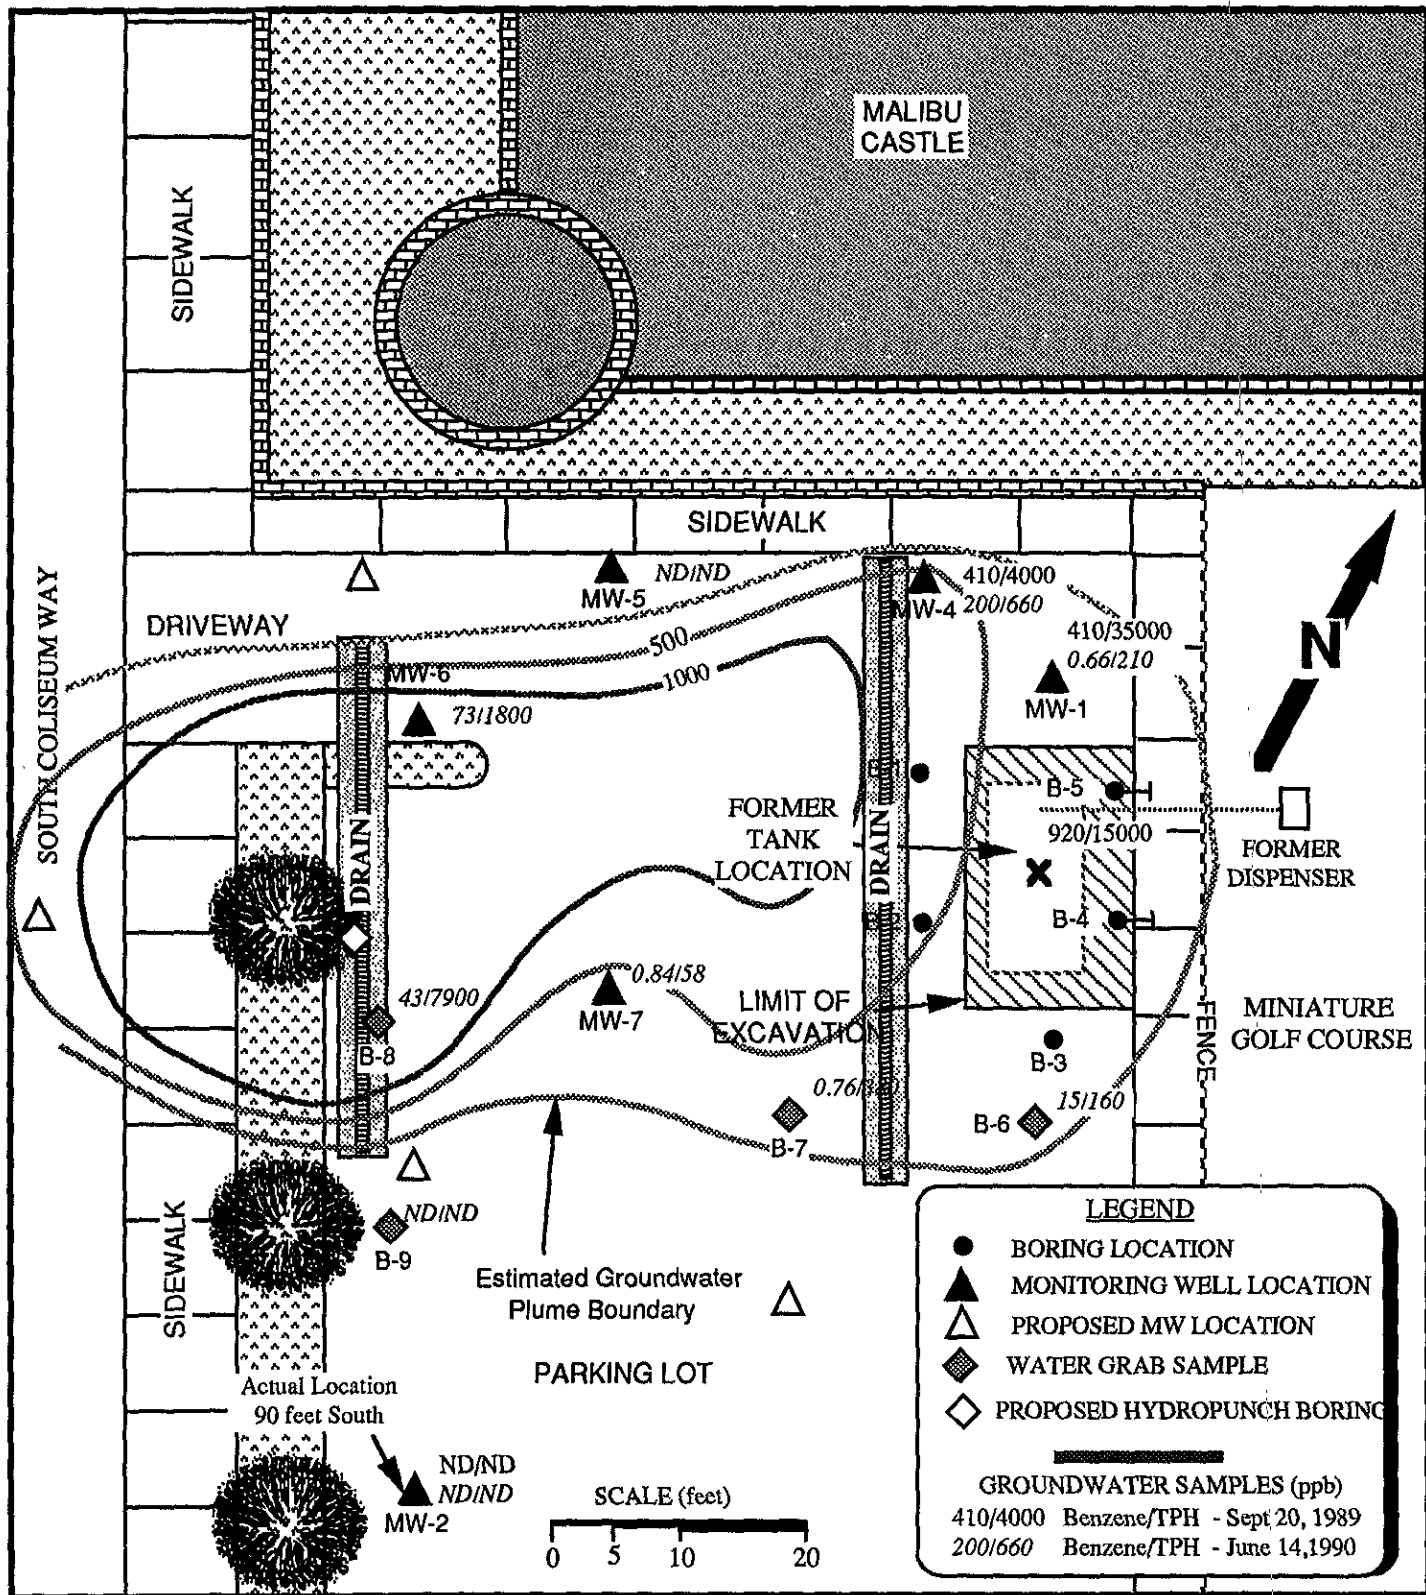 MALIBU
CASTLE
SIDEWALK
SIDEWALK
SOUTH COLISEUM WAY
DRIVEWAY
ND/ND
MW-5
MW-4
410/4000
200/660
410/35000
0.66/210
MW-1
N
500
1000
MW-6
73/1800
DRAIN
FORMER
TANK
LOCATION
DRAIN
B-5
920/15000
X
B-4
FORMER
DISPENSER
43/7900
B-8
0.84/58
MW-7
LIMIT OF
EXCAVATION
B-3
FENCE
MINIATURE
GOLF COURSE
0.76/
B-7
B-6
15/160
ND/ND
B-9
SIDEWALK
Estimated Groundwater
Plume Boundary
PARKING LOT
Actual Location
90 feet South
ND/ND
ND/ND
MW-2
SCALE (feet)
0 5 10 20
LEGEND
BORING LOCATION
MONITORING WELL LOCATION
PROPOSED MW LOCATION
WATER GRAB SAMPLE
PROPOSED HYDROPUNCH BORING
GROUNDWATER SAMPLES (ppb)
410/4000 Benzene/TPH - Sept 20, 1989
200/660 Benzene/TPH - June 14,1990